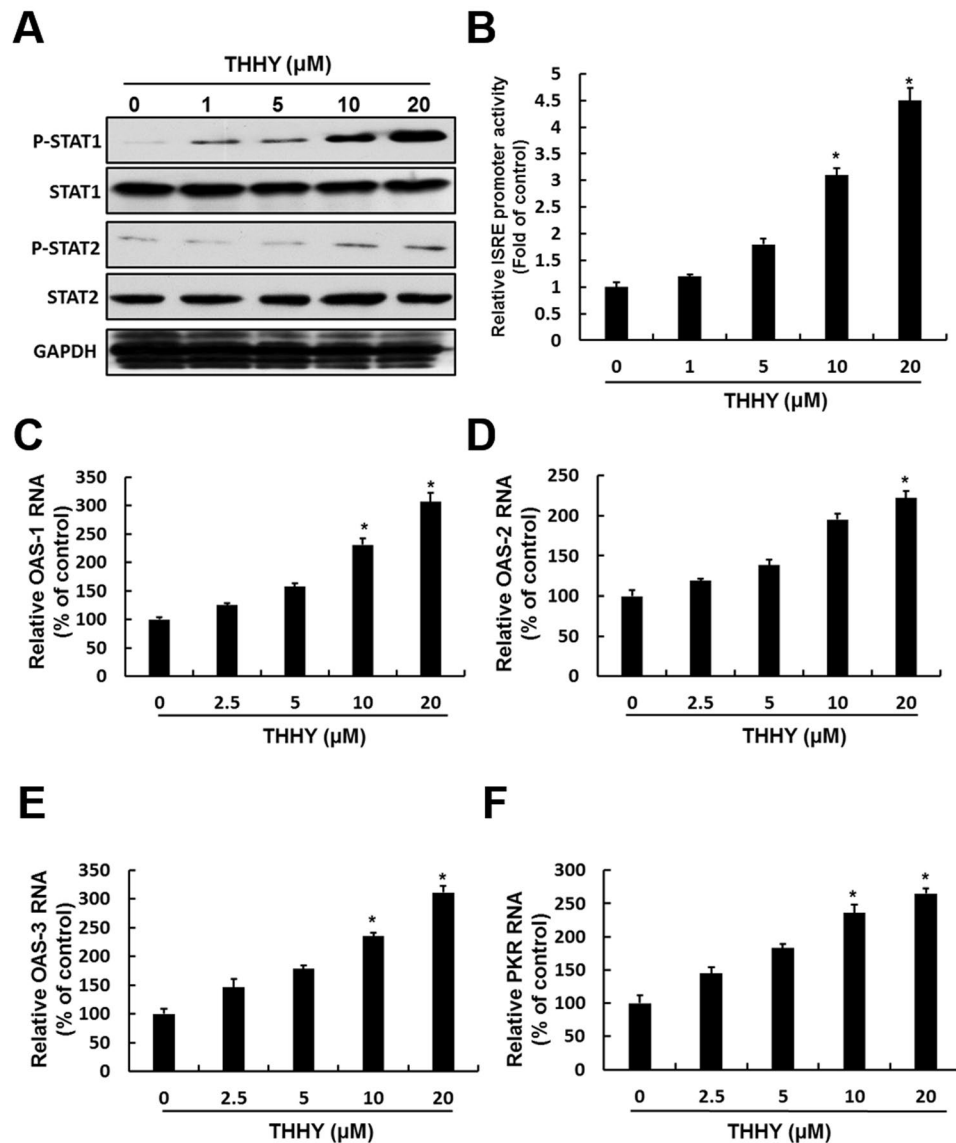 A
THHY (µM)
0 1 5 10 20
P-STAT1
STAT1
P-STAT2
STAT2
GAPDH
B
Relative ISRE promoter activity
(Fold of control)
5
4.5
4
3.5
3
2.5
2
1.5
1
0.5
0
*
*
0 1 5 10 20
THHY (µM)
C
Relative OAS-1 RNA
(% of control)
350
300
250
200
150
100
50
0
*
*
0 2.5 5 10 20
THHY (µM)
D
Relative OAS-2 RNA
(% of control)
250
200
150
100
50
0
*
0 2.5 5 10 20
THHY (µM)
E
Relative OAS-3 RNA
(% of control)
350
300
250
200
150
100
50
0
*
*
0 2.5 5 10 20
THHY (µM)
F
Relative PKR RNA
(% of control)
300
250
200
150
100
50
0
*
*
0 2.5 5 10 20
THHY (µM)